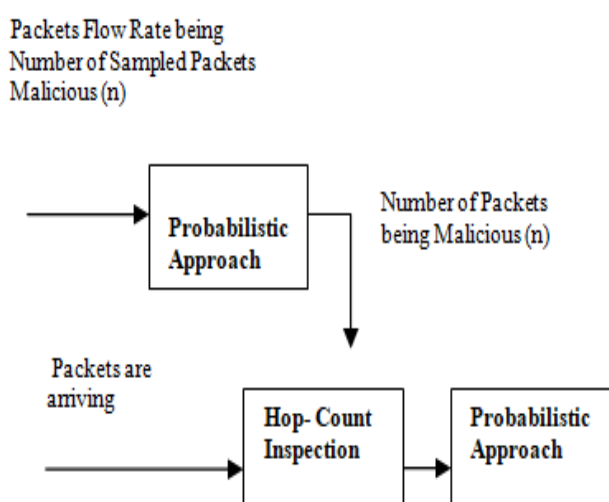 Packets Flow Rate being
Number of Sampled Packets
Malicious (n)
Probabilistic
Approach
Number of Packets
being Malicious (n)
Packets are
arriving
Hop- Count
Inspection
Probabilistic
Approach